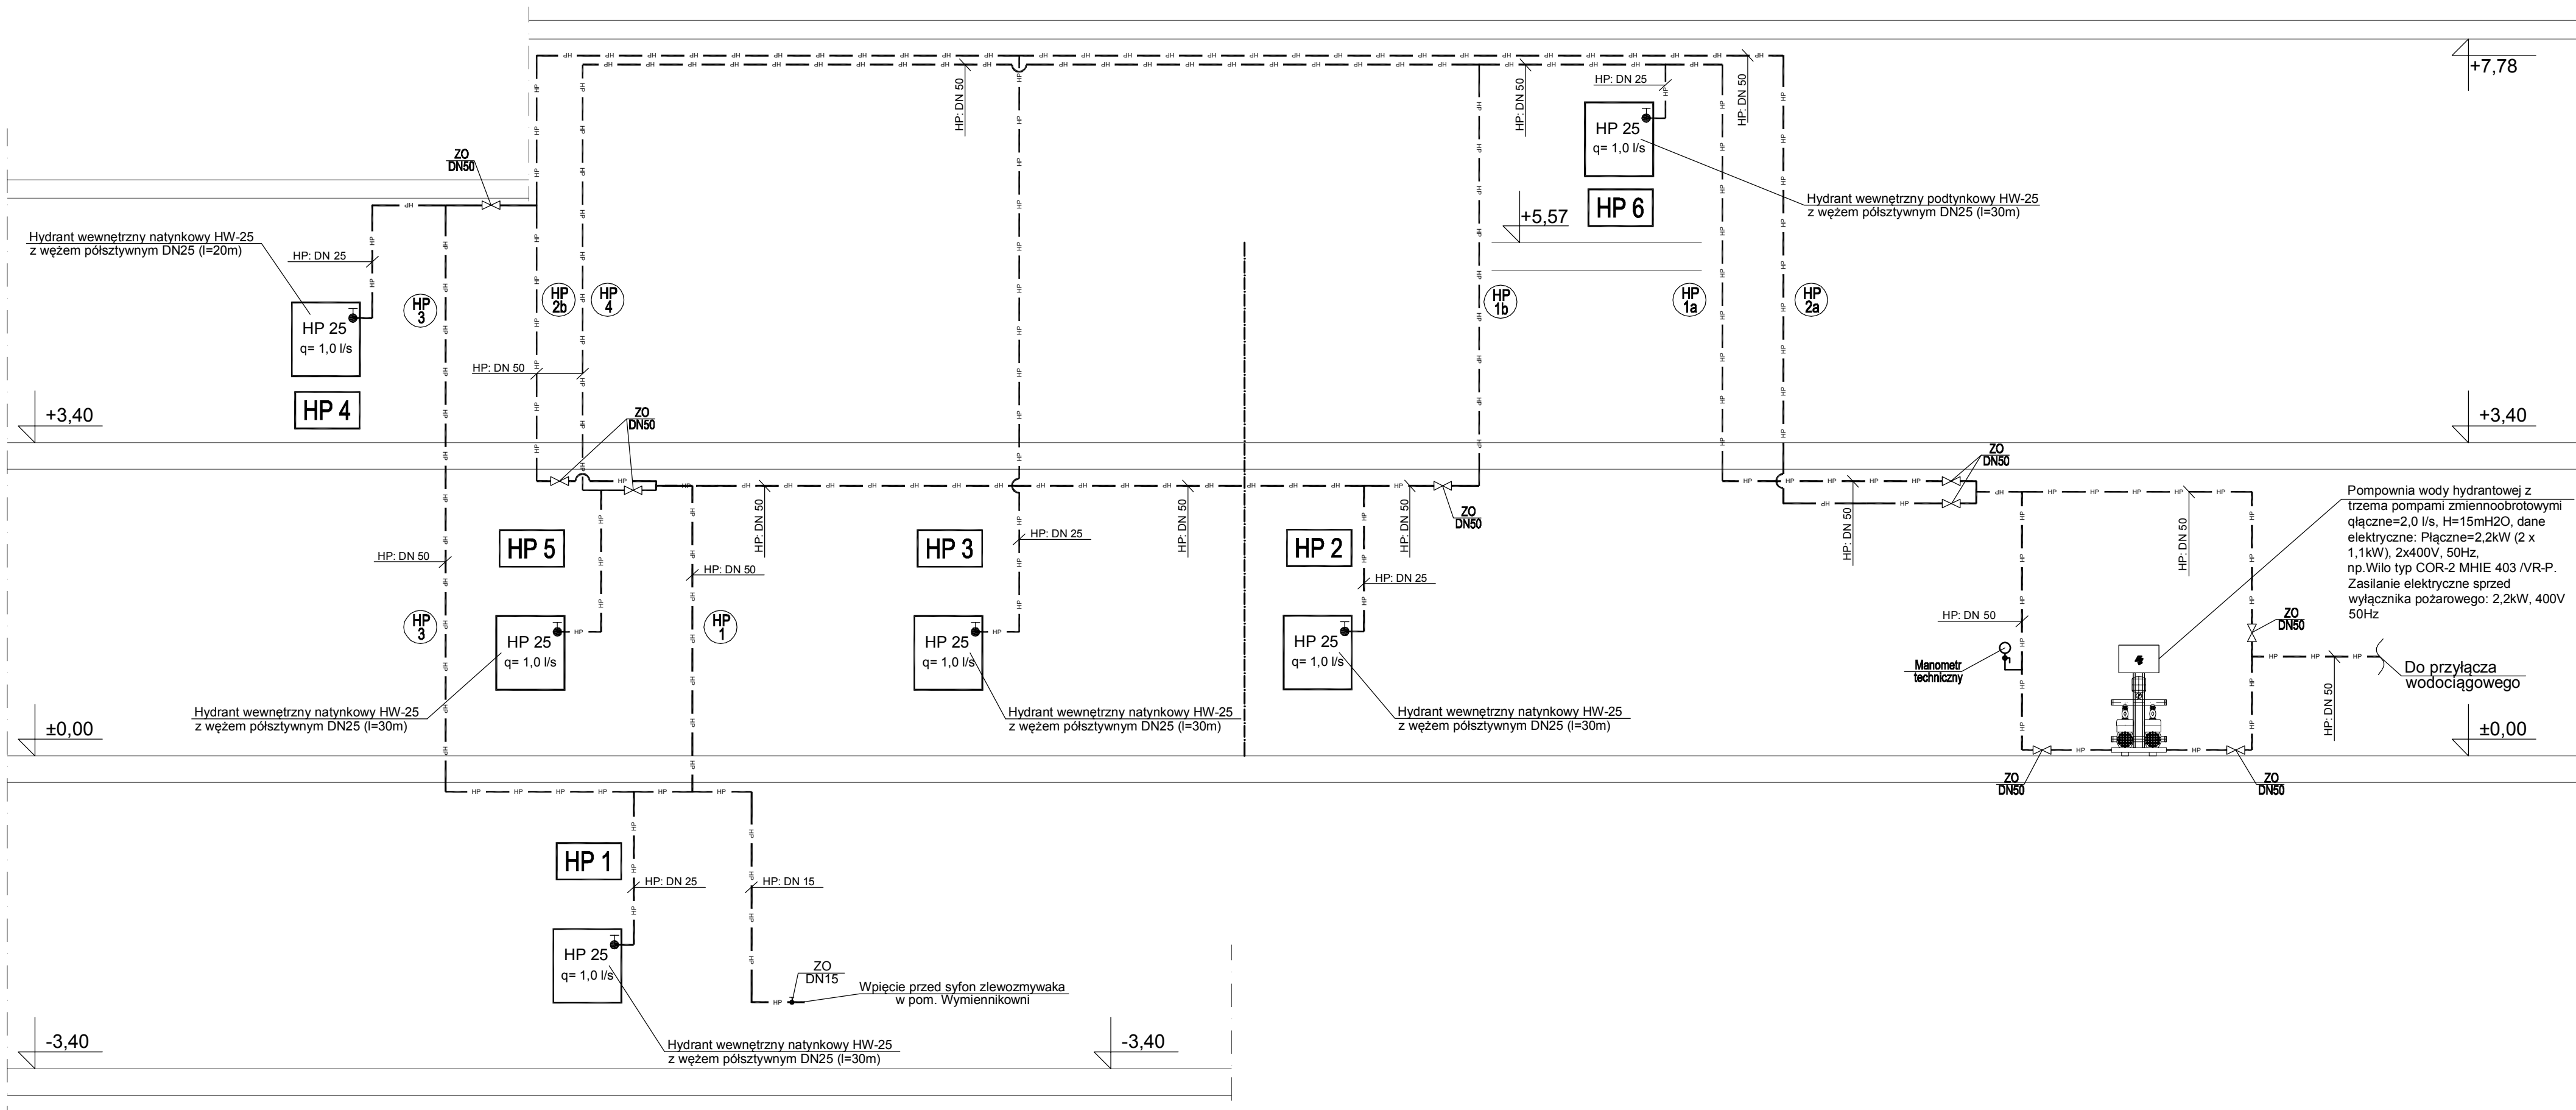 +7,78
HP: DN 50
HP: DN 50
HP: DN 25
HP: DN 50
HP 25
q= 1,0 l/s
ZO
DN50
Hydrant wewnętrzny podtynkowy HW-25
z wężem półsztywnym DN25 (l=30m)
HP 6
+5,57
Hydrant wewnętrzny natynkowy HW-25
z wężem półsztywnym DN25 (l=20m)
HP: DN 25
HP
3
HP
2b
HP
4
HP
1b
HP
1a
HP
2a
HP 25
q= 1,0 l/s
HP: DN 50
HP 4
+3,40
ZO
DN50
+3,40
ZO
DN50
HP: DN 50
HP: DN 50
HP: DN 50
ZO
DN50
HP: DN 50
HP: DN 50
Pompownia wody hydrantowej z
trzema pompami zmiennoobrotowymi
qłączne=2,0 l/s, H=15mH2O, dane
elektryczne: Płączne=2,2kW (2 x
1,1kW), 2x400V, 50Hz,
np.Wilo typ COR-2 MHIE 403 /VR-P.
Zasilanie elektryczne sprzed
wyłącznika pożarowego: 2,2kW, 400V
50Hz
HP 5
HP 3
HP: DN 25
HP 2
HP: DN 50
HP: DN 50
HP: DN 25
HP: DN 50
HP
3
HP
1
HP 25
q= 1,0 l/s
HP 25
q= 1,0 l/s
HP 25
q= 1,0 l/s
ZO
DN50
Manometr
techniczny
Do przyłącza
wodociągowego
HP: DN 50
Hydrant wewnętrzny natynkowy HW-25
z wężem półsztywnym DN25 (l=30m)
Hydrant wewnętrzny natynkowy HW-25
z wężem półsztywnym DN25 (l=30m)
Hydrant wewnętrzny natynkowy HW-25
z wężem półsztywnym DN25 (l=30m)
±0,00
±0,00
ZO
DN50
ZO
DN50
HP 1
HP: DN 25
HP: DN 15
HP 25
q= 1,0 l/s
ZO
DN15
Wpięcie przed syfon zlewozmywaka
w pom. Wymiennikowni
-3,40
Hydrant wewnętrzny natynkowy HW-25
z wężem półsztywnym DN25 (l=30m)
-3,40